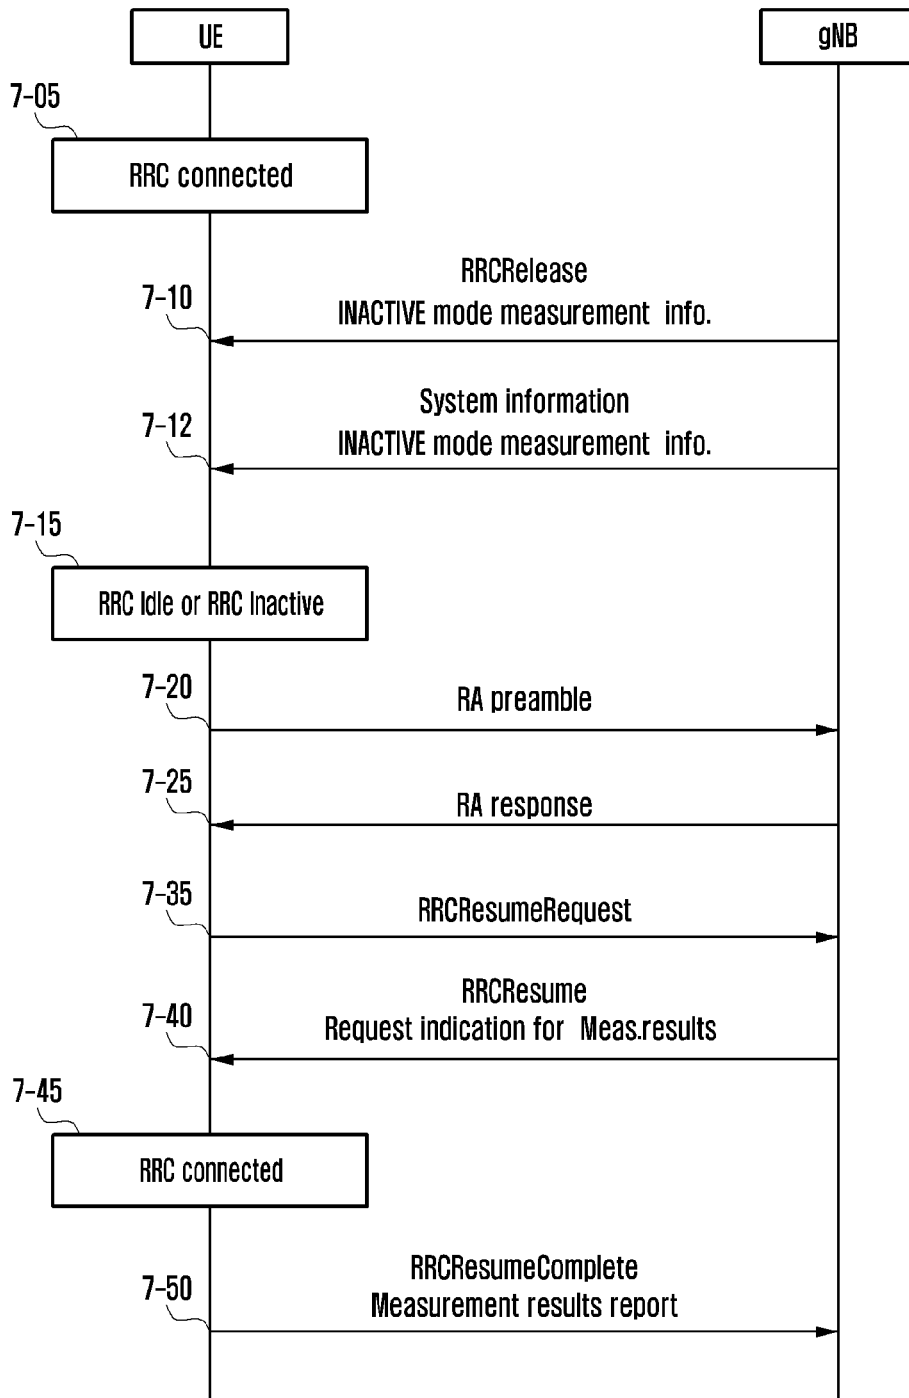 UE
gNB
7-05
RRC connected
RRCRelease
7-10
INACTIVE mode measurement info.
System information
7-12
INACTIVE mode measurement info.
7-15
RRC Idle or RRC Inactive
7-20
RA preamble
7-25
RA response
7-35
RRCResumeRequest
RRCResume
7-40
Request indication for Meas.results
7-45
RRC connected
RRCResumeComplete
7-50
Measurement results report